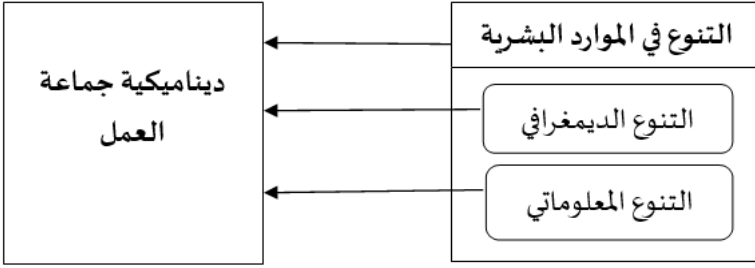 التنوع في الموارد البشرية
التنوع الديمغرافي
التنوع المعلوماتي
ديناميكية جماعة
العمل